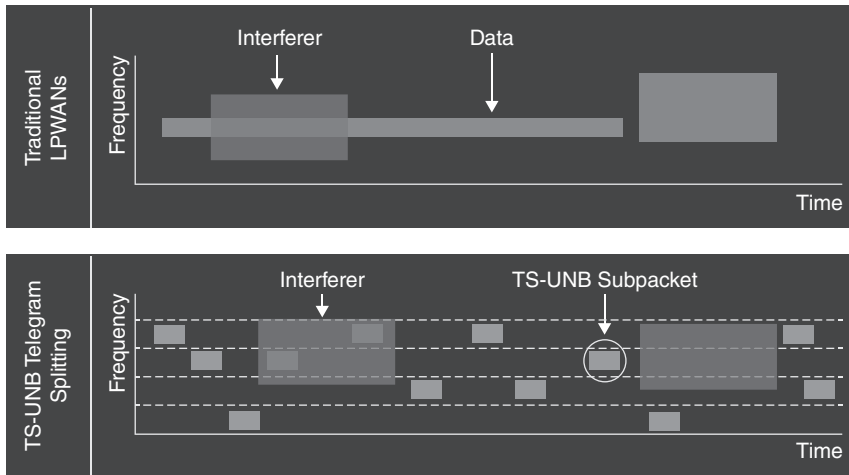 Traditional
LPWANs
Frequency
Interferer
Data
Time
TS-UNB Telegram
Splitting
Frequency
Interferer
TS-UNB Subpacket
Time